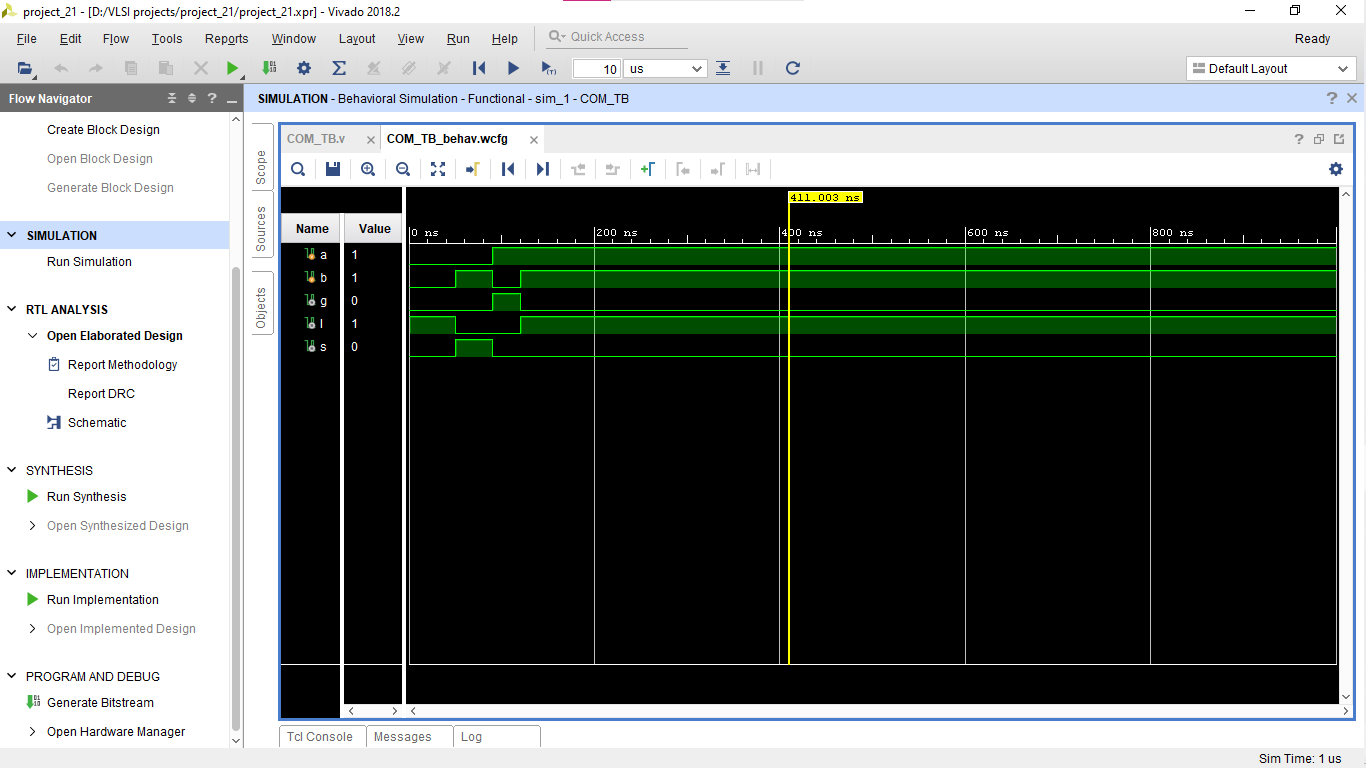 project_21 - [D:/VLSI projects/project_21/project_21.xpr] - Vivado 2018.2
File Edit Flow Tools Reports Window Layout View Run Help Quick Access Ready
10 us Default Layout
Flow Navigator
SIMULATION - Behavioral Simulation - Functional - sim_1 - COM_TB
Create Block Design
Open Block Design
Generate Block Design
SIMULATION
Run Simulation
RTL ANALYSIS
Open Elaborated Design
Report Methodology
Report DRC
Schematic
SYNTHESIS
Run Synthesis
Open Synthesized Design
IMPLEMENTATION
Run Implementation
Open Implemented Design
PROGRAM AND DEBUG
Generate Bitstream
Open Hardware Manager
Scope
Sources
Objects
COM_TB.v COM_TB_behav.wcfg
411.003 ns
Name Value
0 ns 200 ns 400 ns 600 ns 800 ns
a 1
b 1
g 0
l 1
s 0
Tcl Console Messages Log
Sim Time: 1 us